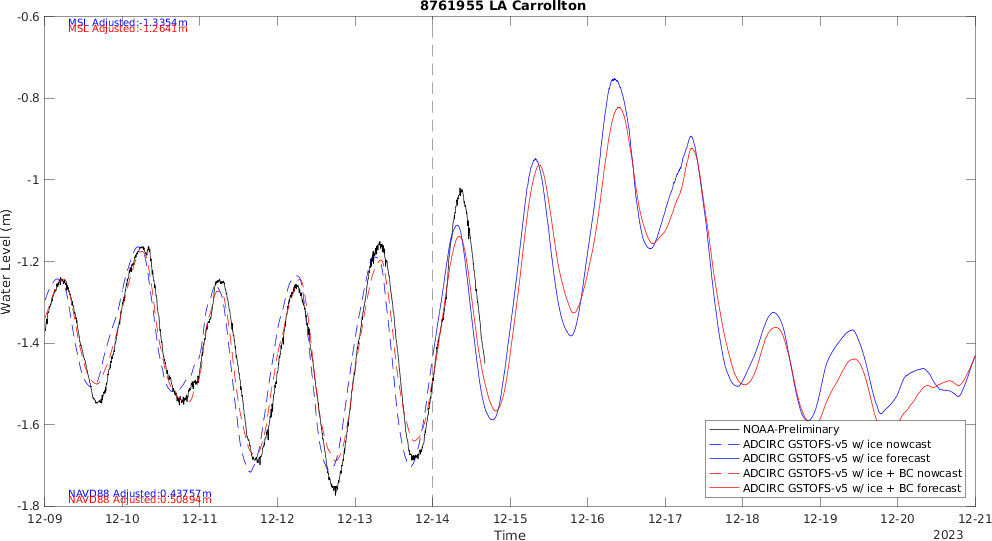 8761955 LA Carrollton
MSL Adjusted:-1.3354m
MSL Adjusted:-1.2641m
-0.6
-0.8
-1
-1.2
-1.4
-1.6
-1.8
Water Level (m)
NAVD88 Adjusted:0.43757m
NAVD88 Adjusted:0.50894m
NOAA-Preliminary
ADCIRC GSTOFS-v5 w/ ice nowcast
ADCIRC GSTOFS-v5 w/ ice forecast
ADCIRC GSTOFS-v5 w/ ice + BC nowcast
ADCIRC GSTOFS-v5 w/ ice + BC forecast
12-09 12-10 12-11 12-12 12-13 12-14 12-15 12-16 12-17 12-18 12-19 12-20 12-21
Time
2023